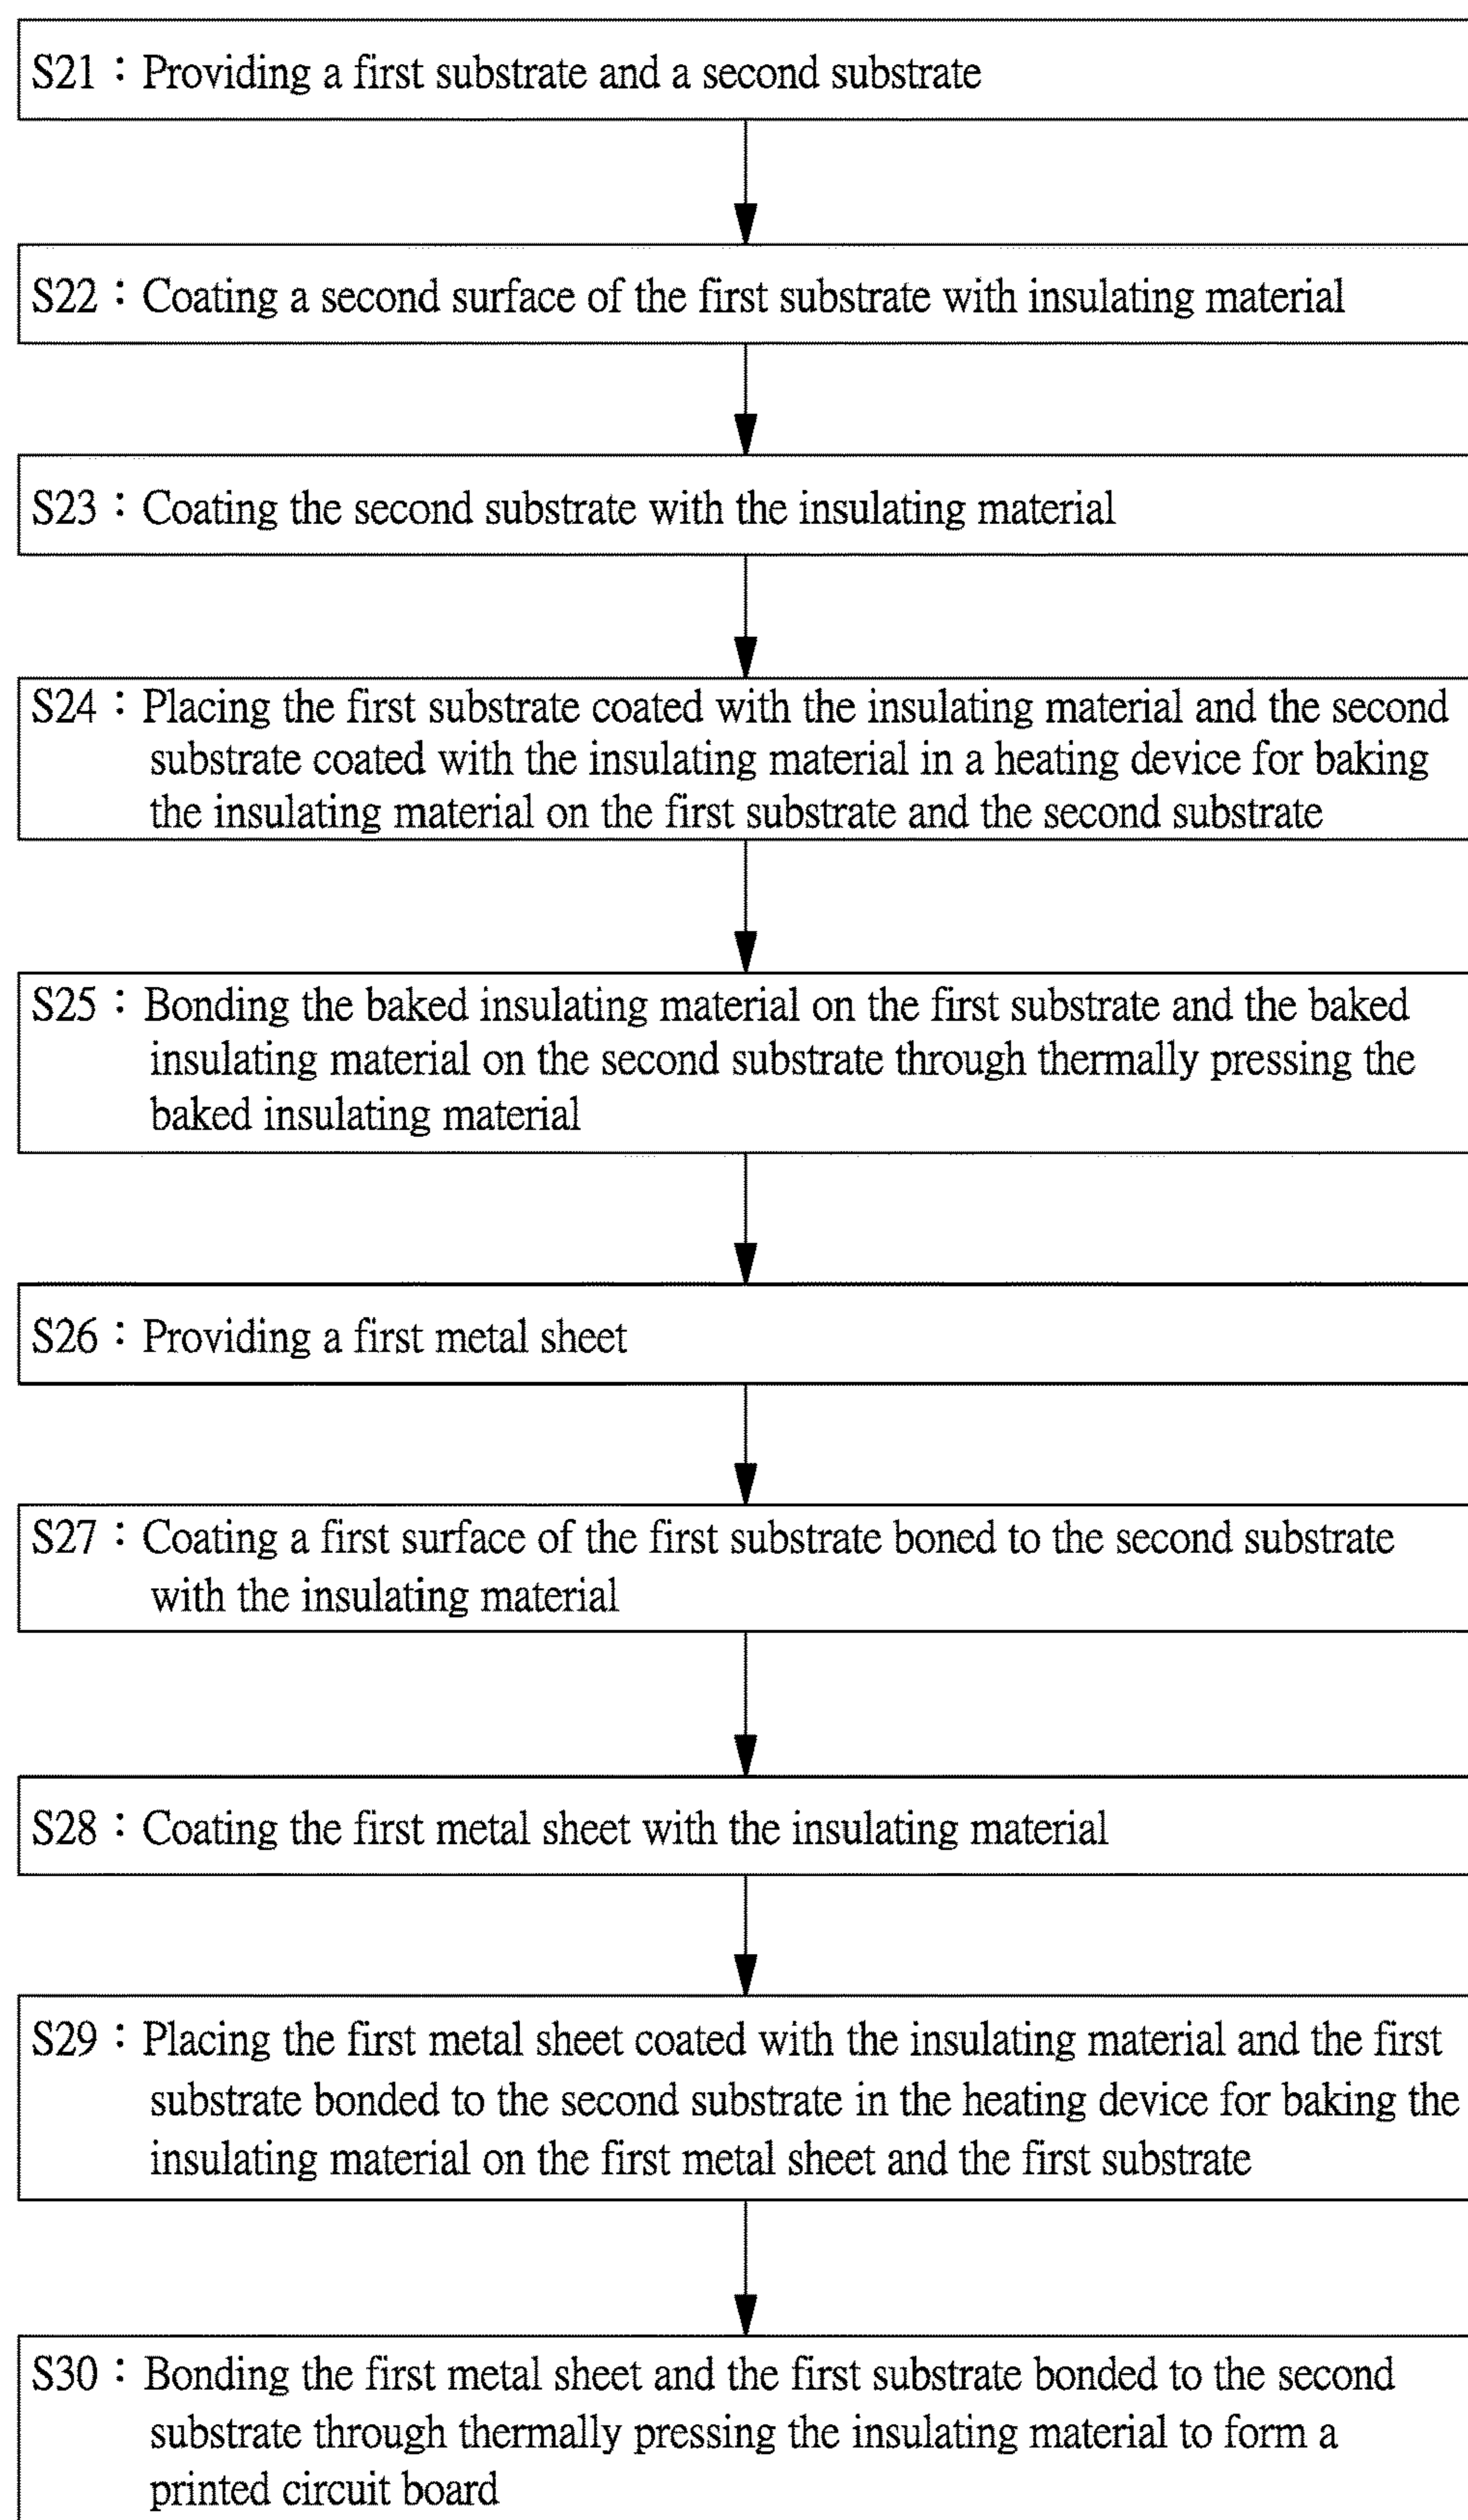 S21：Providing a first substrate and a second substrate
S22：Coating a second surface of the first substrate with insulating material
S23：Coating the second substrate with the insulating material
S24：Placing the first substrate coated with the insulating material and the second
substrate coated with the insulating material in a heating device for baking
the insulating material on the first substrate and the second substrate
S25：Bonding the baked insulating material on the first substrate and the baked
insulating material on the second substrate through thermally pressing the
baked insulating material
S26：Providing a first metal sheet
S27：Coating a first surface of the first substrate boned to the second substrate
with the insulating material
S28：Coating the first metal sheet with the insulating material
S29：Placing the first metal sheet coated with the insulating material and the first
substrate bonded to the second substrate in the heating device for baking the
insulating material on the first metal sheet and the first substrate
S30：Bonding the first metal sheet and the first substrate bonded to the second
substrate through thermally pressing the insulating material to form a
printed circuit board